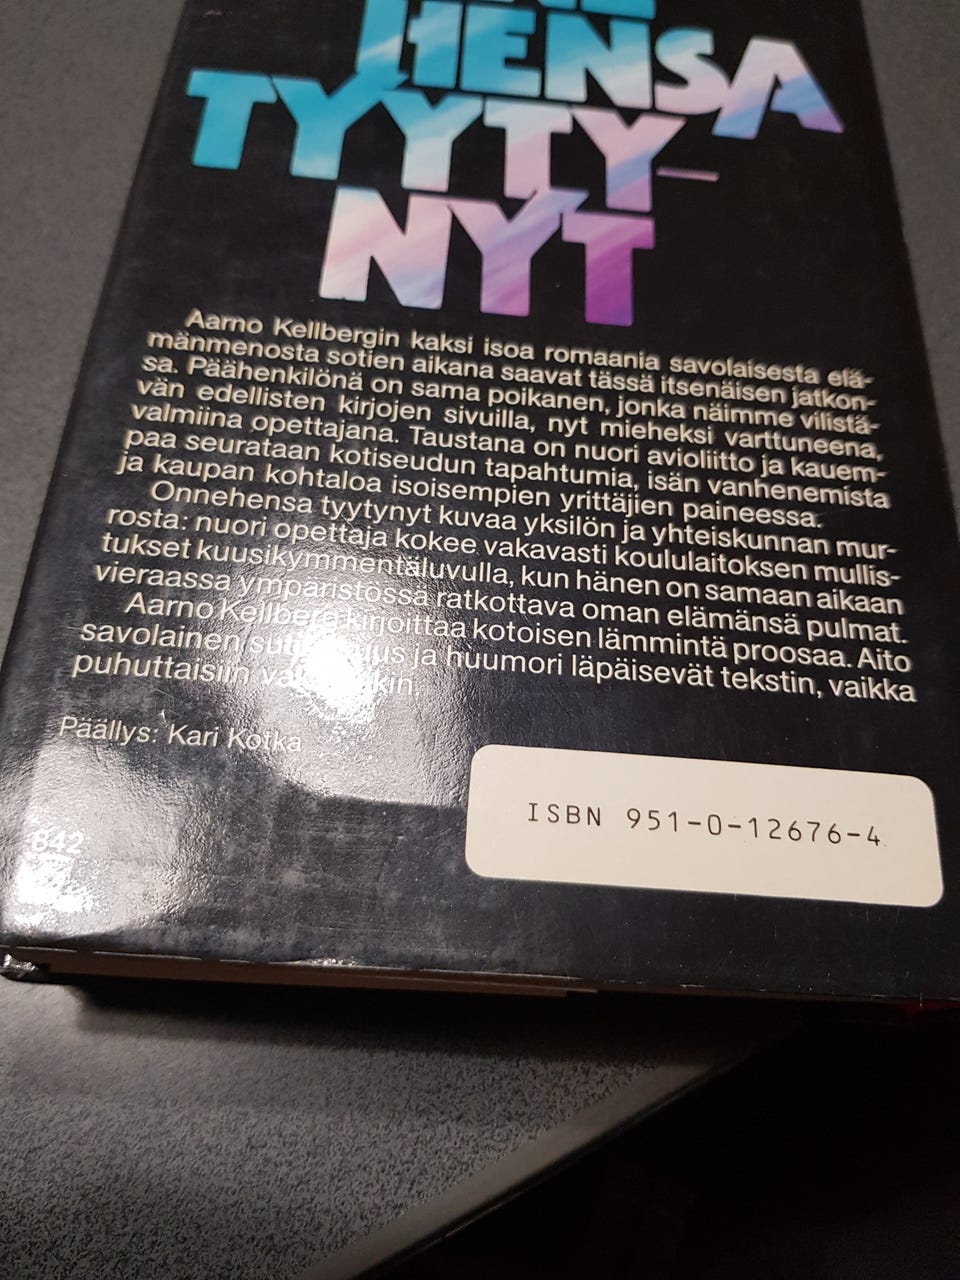 HENSA
TYYTY-
NYT
Aarno Kellbergin kaksi isoa romaania savolaisesta elä-
mänmenosta sotien aikana saavat tässä itsenäisen jatkon-
sa. Päähenkilönä on sama poikanen, jonka näimme vilistä-
vän edellisten kirjojen sivuilla, nyt mieheksi varttuneena,
valmiina opettajana. Taustana on nuori avioliitto ja kauem-
paa seurataan kotiseudun tapahtumia, isän vanhenemista
ja kaupan kohtaloa isoisempien yrittäjien paineessa.
Onnehensa tyytynyt kuvaa yksilön ja yhteiskunnan mur-
rosta: nuori opettaja kokee vakavasti koululaitoksen mullis-
tukset kuusikymmentäluvulla, kun hänen on samaan aikaan
vieraassa ympäristössä ratkottava oman elämänsä pulmat.
Aarno Kellberg kirjoittaa kotoisen lämmintä proosaa. Aito
savolainen ja huumori läpäisevät tekstin, vaikka
puhuttaisiin
Päällys: Kari Kotka
842
ISBN 951-0-12676-4